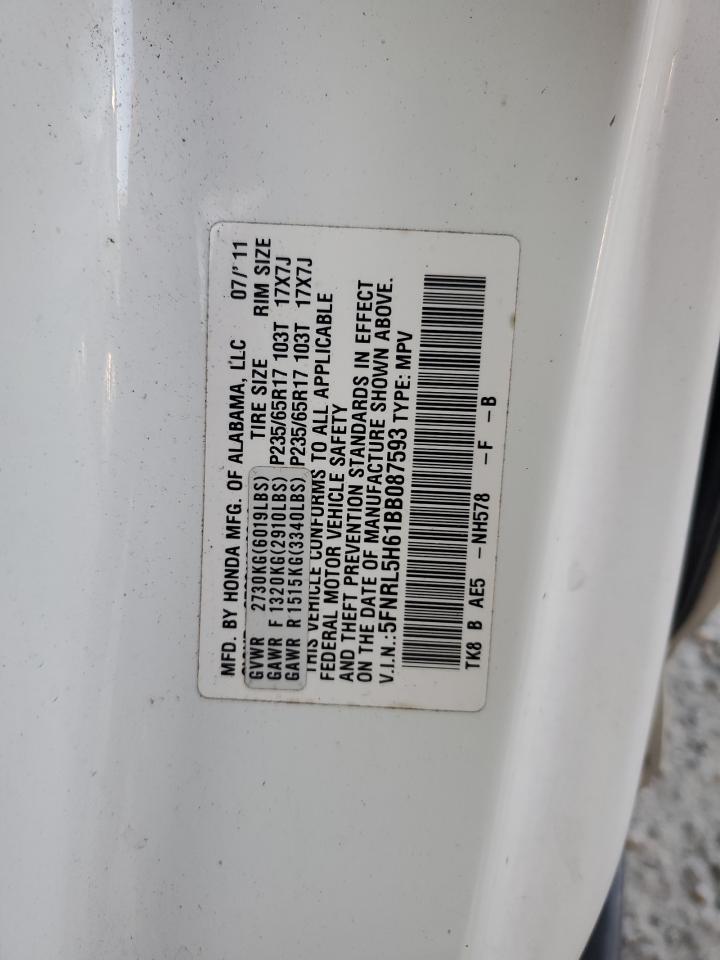 MFD. BY HONDA MFG. OF ALABAMA, LLC 07/11
TIRE SIZE RIM SIZE
GVWR 2730KG(6019LBS)
GAWR F 1320KG(2910LBS) P235/65R17 103T 17X7J
GAWR R 1515KG(3340LBS) P235/65R17 103T 17X7J
THIS VEHICLE CONFORMS TO ALL APPLICABLE
FEDERAL MOTOR VEHICLE SAFETY
AND THEFT PREVENTION STANDARDS IN EFFECT
ON THE DATE OF MANUFACTURE SHOWN ABOVE.
V.I.N.:5FNRL5H61BB087593 TYPE: MPV
TK8 B AE5 -NH578 -F -B